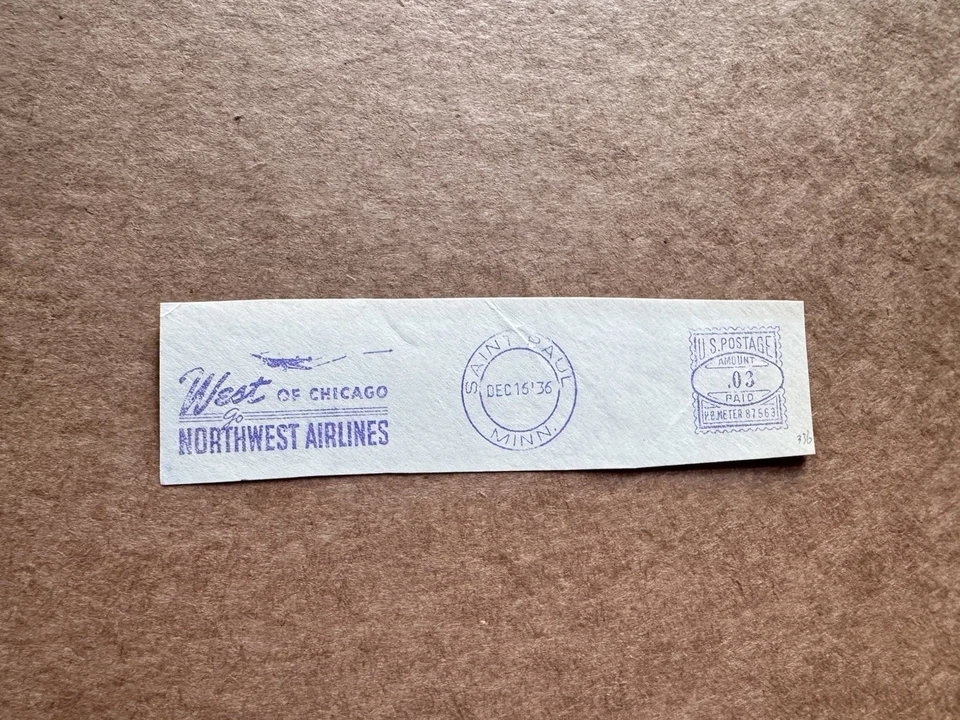 West OF CHICAGO
Go
NORTHWEST AIRLINES
SAINT PAUL
DEC 16 '36
MINN.
U.S. POSTAGE
AMOUNT
.03
PAID
P.B. METER 87563